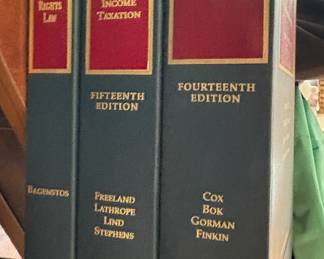 RIGHTS
LAW
BAGENSTOS
INCOME
TAXATION
FIFTEENTH
EDITION
FREELAND
LATHROPE
LIND
STEPHENS
FOURTEENTH
EDITION
COX
BOK
GORMAN
FINKIN